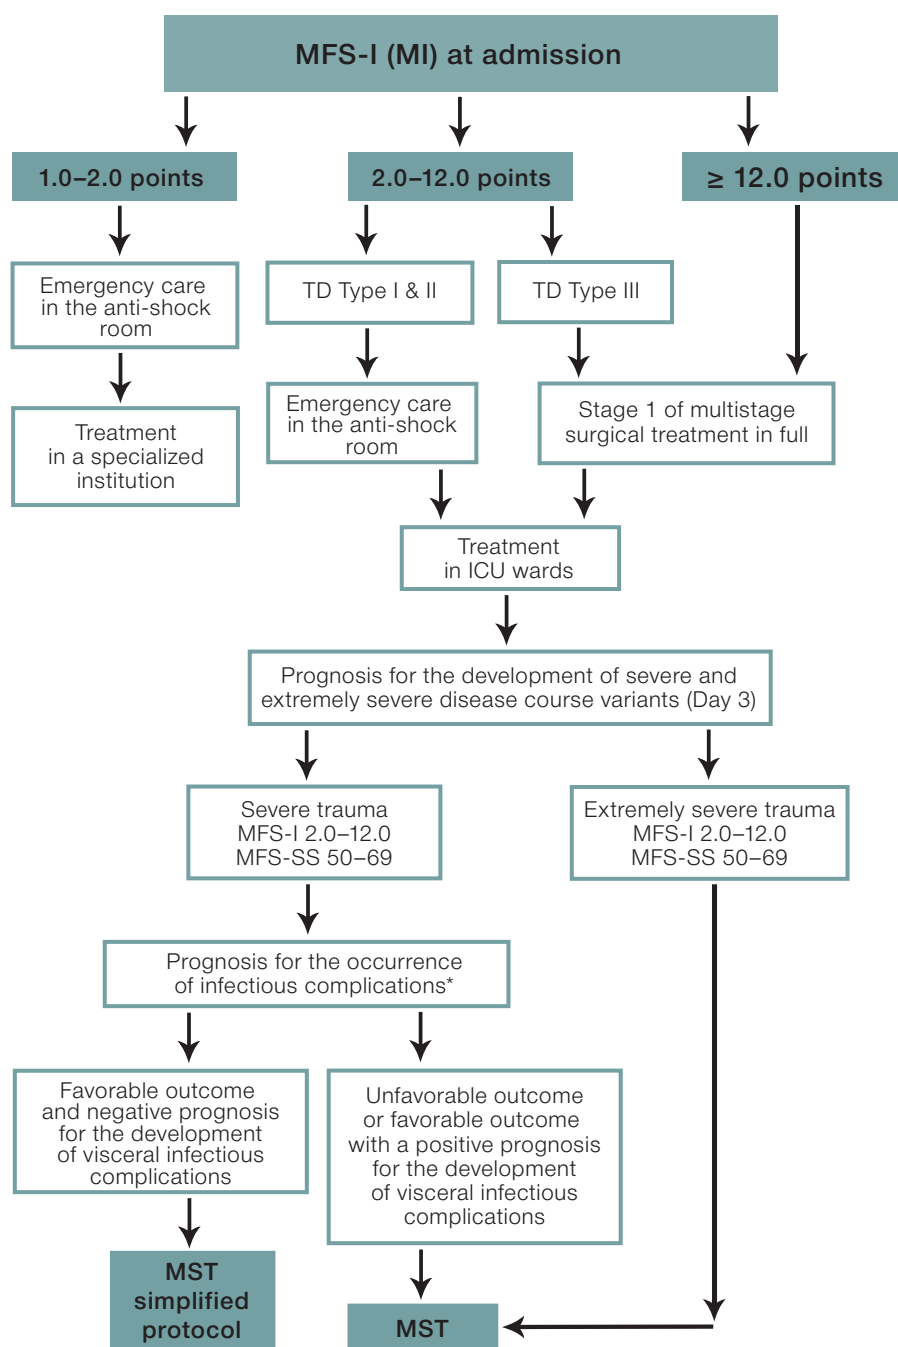 MFS-I (MI) at admission
1.0–2.0 points
2.0–12.0 points
≥ 12.0 points
Emergency care
in the anti-shock
room
TD Type I & II
TD Type III
Treatment
in a specialized
institution
Emergency care
in the anti-shock
room
Stage 1 of multistage
surgical treatment in full
Treatment
in ICU wards
Prognosis for the development of severe and
extremely severe disease course variants (Day 3)
Severe trauma
MFS-I 2.0–12.0
MFS-SS 50–69
Extremely severe trauma
MFS-I 2.0–12.0
MFS-SS 50–69
Prognosis for the occurrence
of infectious complications*
Favorable outcome
and negative prognosis
for the development
of visceral infectious
complications
Unfavorable outcome
or favorable outcome
with a positive prognosis
for the development
of visceral infectious
complications
MST
simplified
protocol
MST